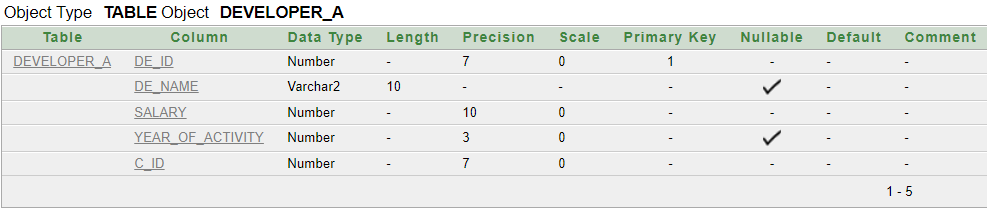 Object Type TABLE Object DEVELOPER_A
Table Column Data Type Length Precision Scale Primary Key Nullable Default Comment
DEVELOPER_A DE_ID Number - 7 0 1 - - -
DE_NAME Varchar2 10 - - - ✓ - -
SALARY Number - 10 0 - - - -
YEAR_OF_ACTIVITY Number - 3 0 - ✓ - -
C_ID Number - 7 0 - - - -
1 - 5